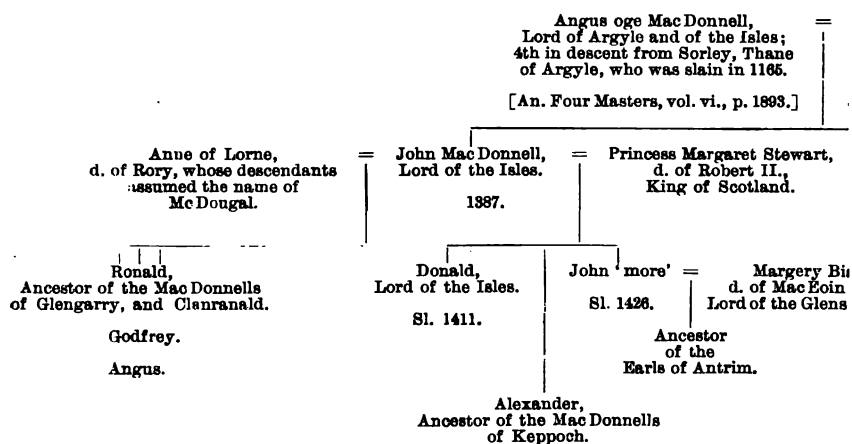 Angus oge Mac Donnell, =
Lord of Argyle and of the Isles;
4th in descent from Sorley, Thane
of Argyle, who was slain in 1165.
[An. Four Masters, vol. vi., p. 1893.]
Anne of Lorne,
d. of Rory, whose descendants
assumed the name of
Mc Dougal.
=
John Mac Donnell,
Lord of the Isles.
1387.
=
Princess Margaret Stewart,
d. of Robert II.,
King of Scotland.
Ronald,
Ancestor of the Mac Donnells
of Glengarry, and Clanranald.
Godfrey.
Angus.
Donald,
Lord of the Isles.
Sl. 1411.
John 'more' =
Sl. 1426.
Margery
d. of Mac Eoin
Lord of the Glens
Ancestor
of the
Earls of Antrim.
Alexander,
Ancestor of the Mac Donnells
of Keppoch.